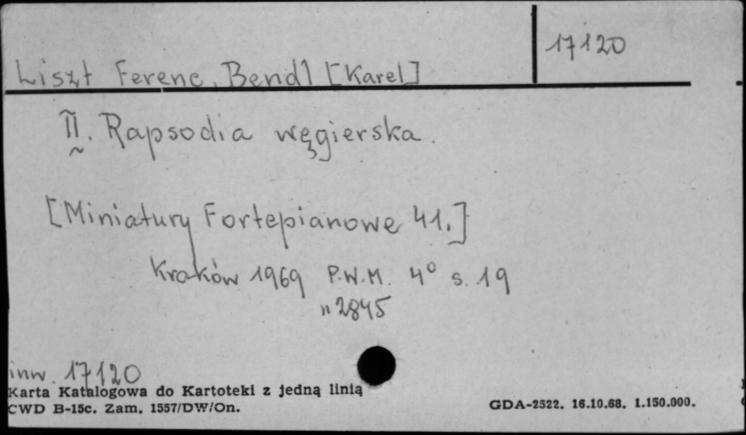 17120
Liszt Ferenc, Bendl [Karel]
II. Rapsodia węgierska.
[Miniatury Fortepianowe 41.]
Kraków 1969 P.W.M. 4° s. 19
n 2845
inw. 17120
Karta Katalogowa do Kartoteki z jedną linią
CWD B-15c. Zam. 1557/DW/On.
GDA-2522. 16.10.68. 1.150.000.